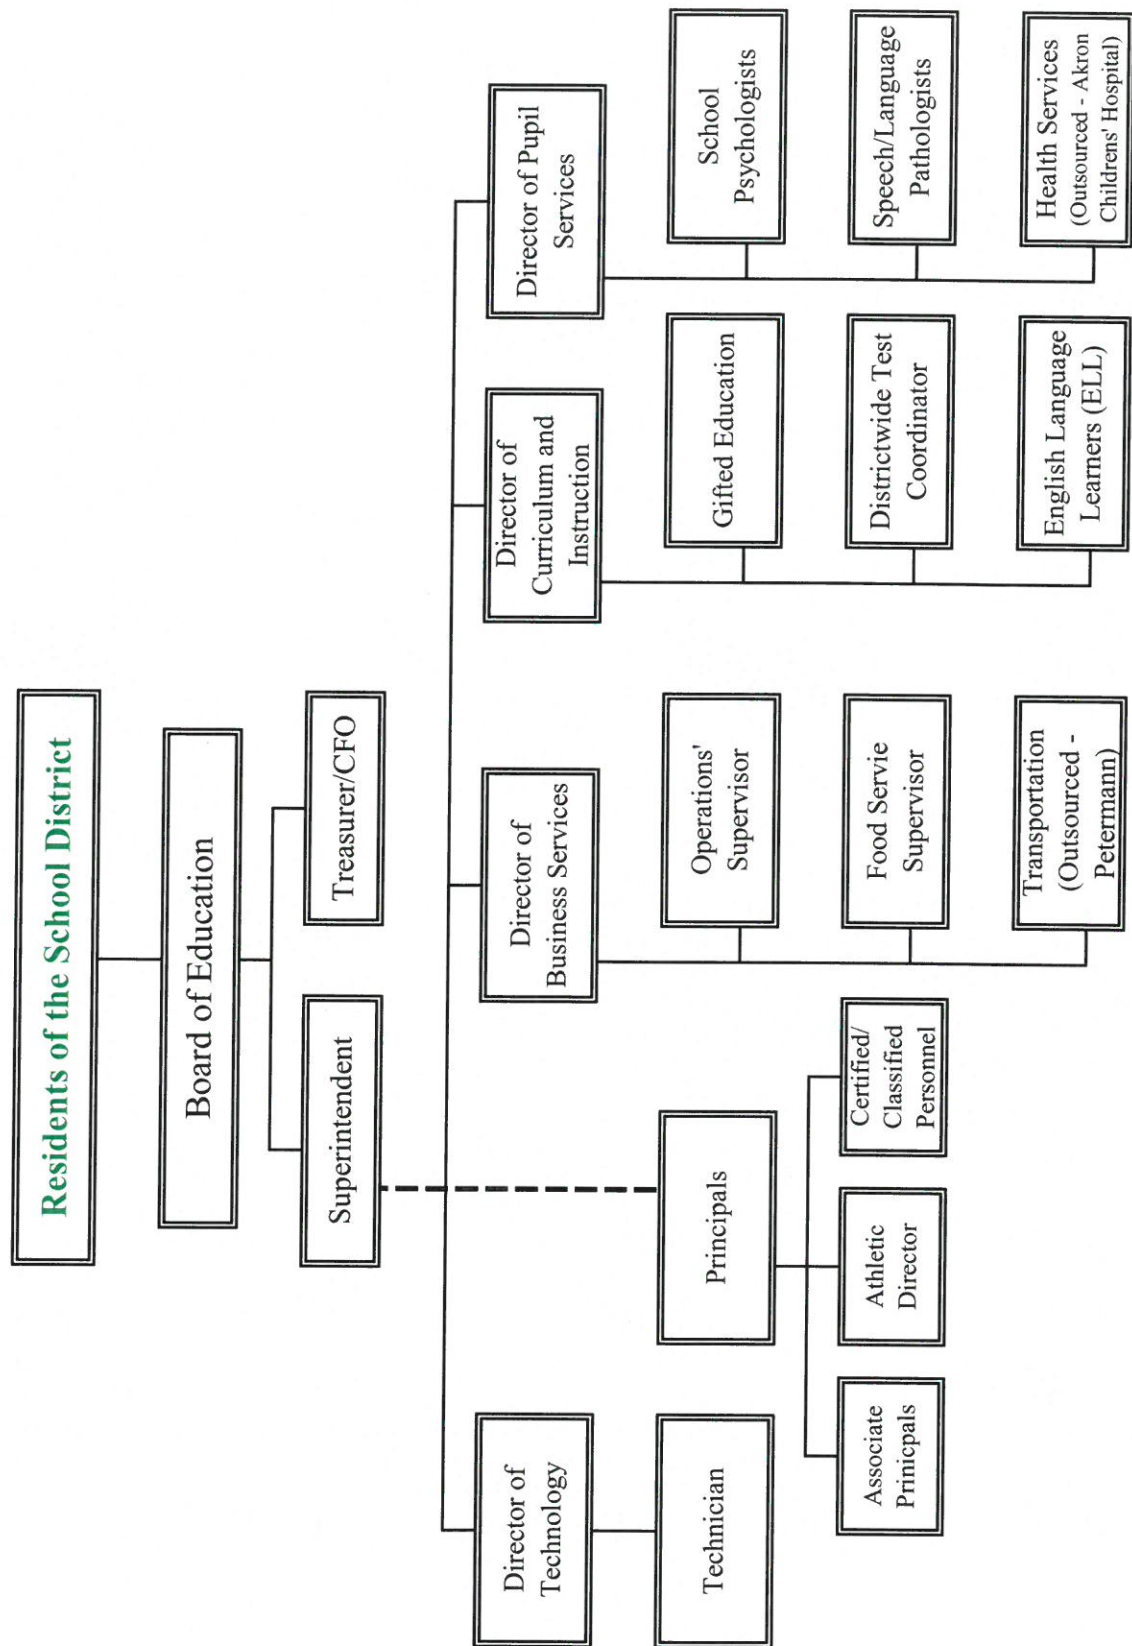 Residents of the School District
Board of Education
Superintendent
Treasurer/CFO
Director of
Technology
Director of
Business Services
Director of
Curriculum and
Instruction
Director of Pupil
Services
Technician
Principals
Operations'
Supervisor
Gifted Education
School
Psychologists
Associate
Prinicpals
Athletic
Director
Certified/
Classified
Personnel
Food Servie
Supervisor
Districtwide Test
Coordinator
Speech/Language
Pathologists
Transportation
(Outsourced -
Petermann)
English Language
Learners (ELL)
Health Services
(Outsourced - Akron
Childrens' Hospital)